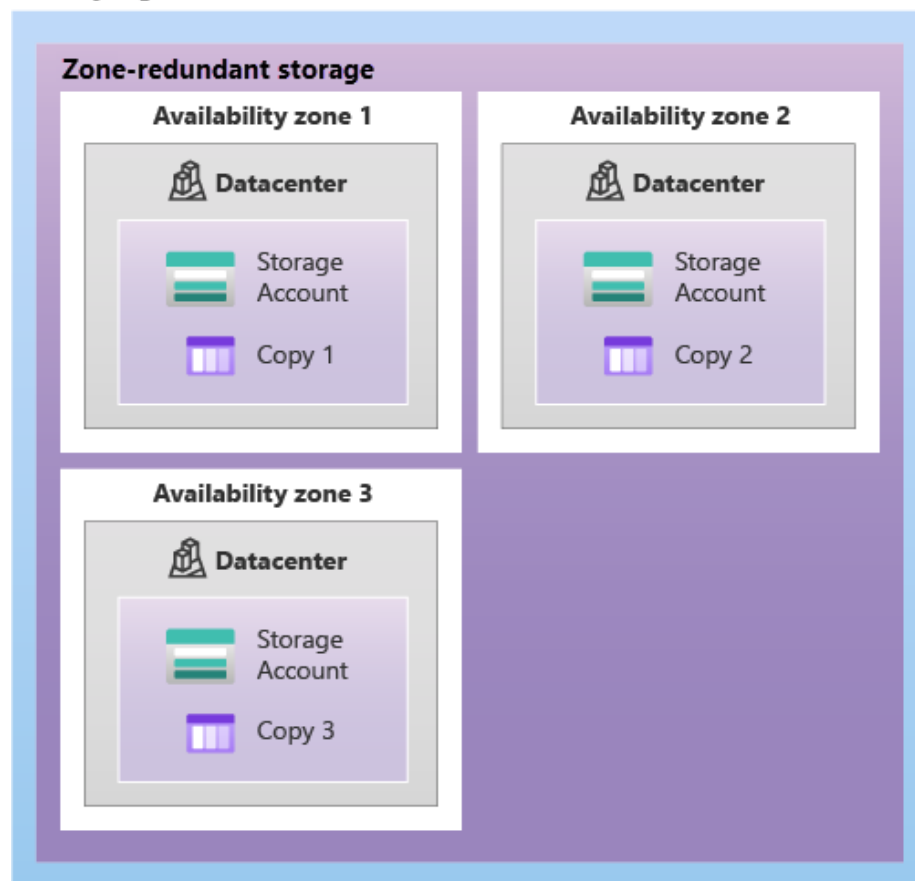 Zone-redundant storage
Availability zone 1
Datacenter
Storage
Account
Copy 1
Availability zone 2
Datacenter
Storage
Account
Copy 2
Availability zone 3
Datacenter
Storage
Account
Copy 3